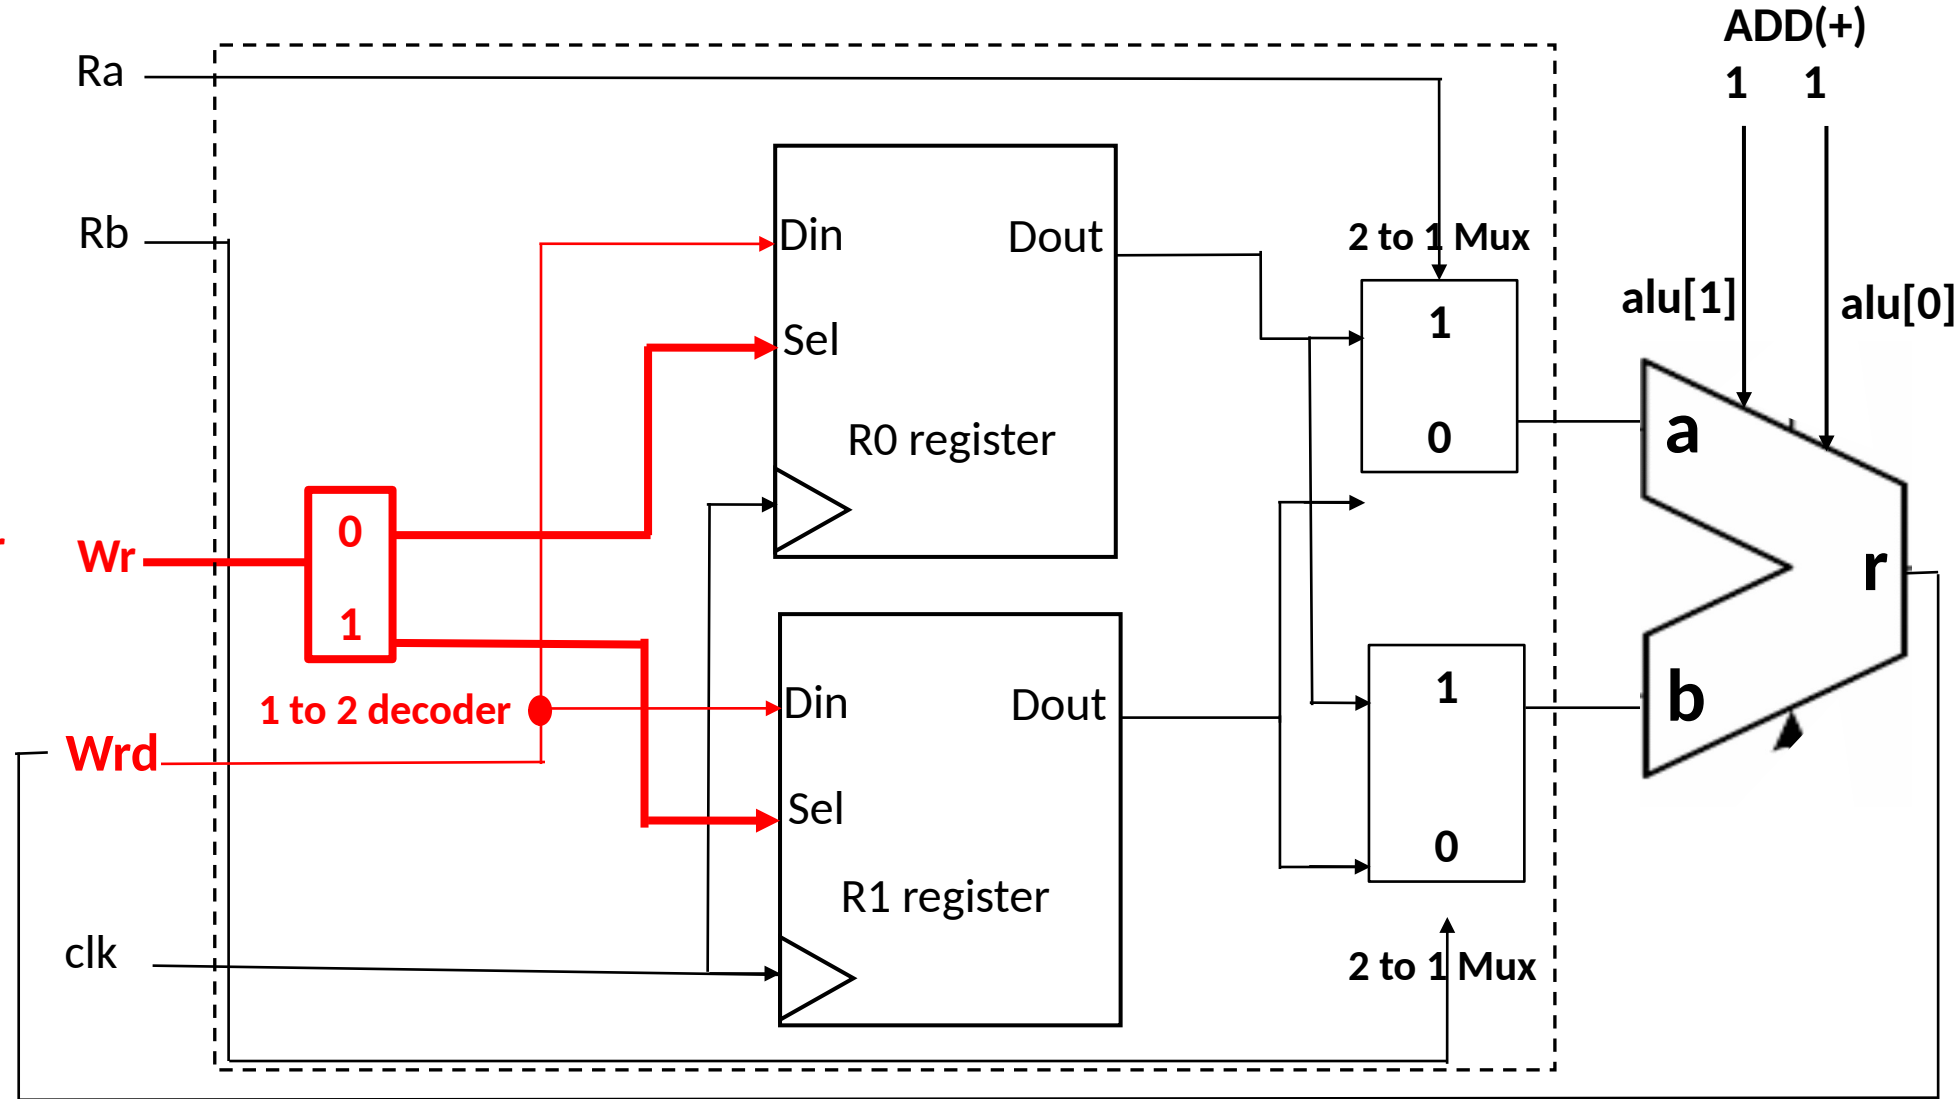 ADD(+)
1 1
Ra
Rb
Din
Dout
2 to 1 Mux
alu[1]
alu[0]
1
Sel
0
R0 register
a
0
Wr
r
1
1 to 2 decoder
Din
Dout
1
b
Wrd
Sel
0
R1 register
clk
2 to 1 Mux